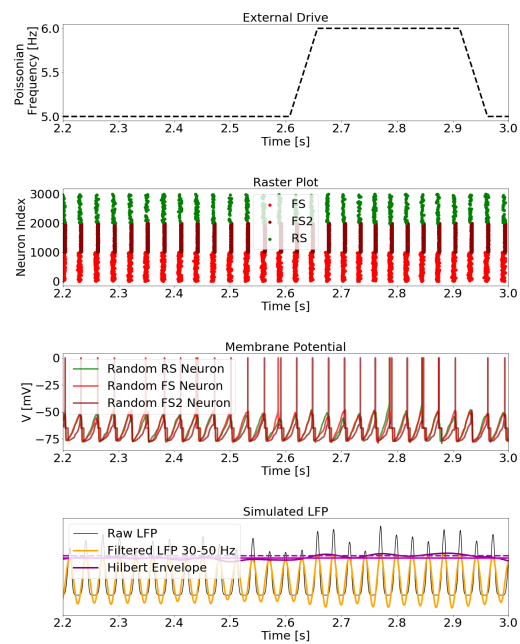 External Drive
Poissonian
Frequency [Hz]
6.0
5.5
5.0
2.2 2.3 2.4 2.5 2.6 2.7 2.8 2.9 3.0
Time [s]
Raster Plot
Neuron Index
3000
2000
1000
0
FS
FS2
RS
2.2 2.3 2.4 2.5 2.6 2.7 2.8 2.9 3.0
Time [s]
Membrane Potential
V [mV]
0
−25
−50
−75
Random RS Neuron
Random FS Neuron
Random FS2 Neuron
2.2 2.3 2.4 2.5 2.6 2.7 2.8 2.9 3.0
Time [s]
Simulated LFP
Raw LFP
Filtered LFP 30-50 Hz
Hilbert Envelope
2.2 2.3 2.4 2.5 2.6 2.7 2.8 2.9 3.0
Time [s]